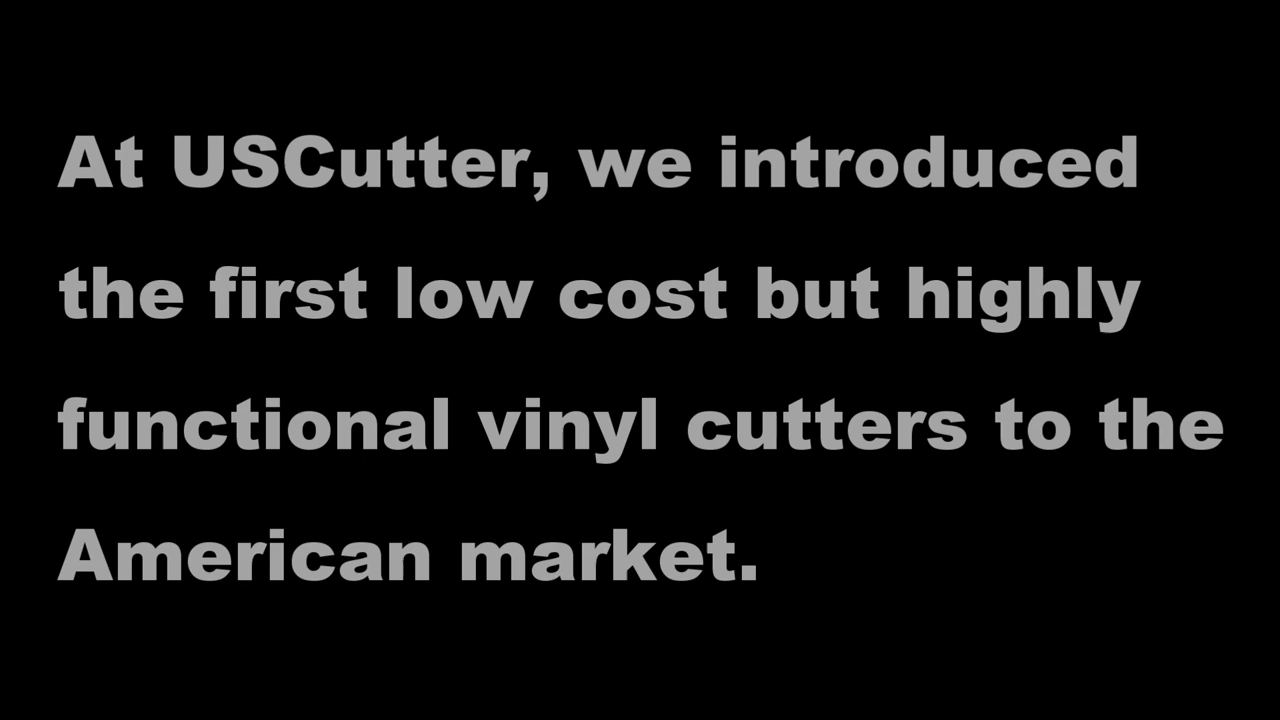 At USCutter, we introduced
the first low cost but highly
functional vinyl cutters to the
American market.